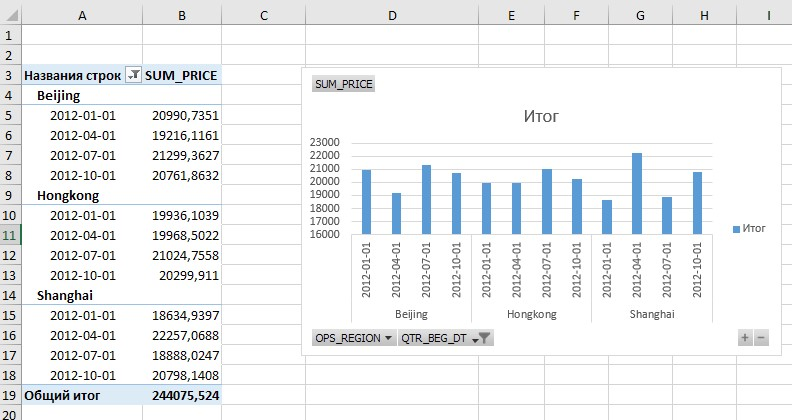 A B C D E F G H I
1
2
3 Названия строк SUM_PRICE
4 Beijing
5 2012-01-01 20990,7351
6 2012-04-01 19216,1161
7 2012-07-01 21299,3627
8 2012-10-01 20761,8632
9 Hongkong
10 2012-01-01 19936,1039
11 2012-04-01 19968,5022
12 2012-07-01 21024,7558
13 2012-10-01 20299,911
14 Shanghai
15 2012-01-01 18634,9397
16 2012-04-01 22257,0688
17 2012-07-01 18888,0247
18 2012-10-01 20798,1408
19 Общий итог 244075,524
20
SUM_PRICE
Итог
23000
22000
21000
20000
19000
18000
17000
16000
Итог
2012-01-01 2012-04-01 2012-07-01 2012-10-01 2012-01-01 2012-04-01 2012-07-01 2012-10-01 2012-01-01 2012-04-01 2012-07-01 2012-10-01
Beijing Hongkong Shanghai
OPS_REGION QTR_BEG_DT + −